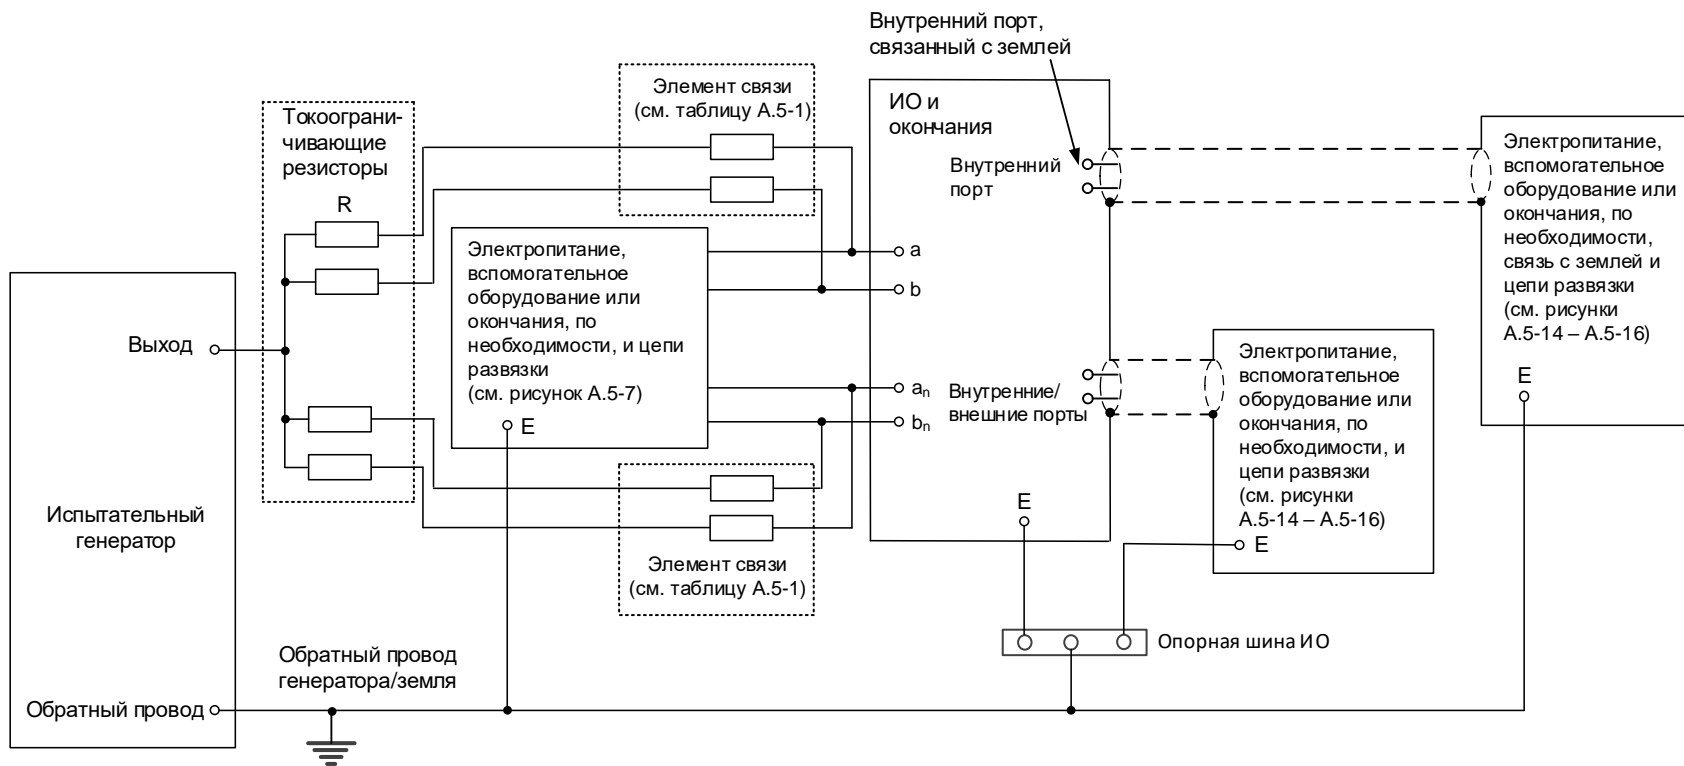 Внутренний порт,
связанный с землей
Токоограни-
чивающие
резисторы
R
Элемент связи
(см. таблицу A.5-1)
ИО и
окончания
Внутренний
порт
Электропитание,
вспомогательное
оборудование или
окончания, по
необходимости,
связь с землей и
цепи развязки
(см. рисунки
A.5-14 – A.5-16)
E
Электропитание,
вспомогательное
оборудование или
окончания, по
необходимости, и цепи
развязки
(см. рисунок A.5-7)
E
a
b
an
bn
Внутренние/
внешние порты
E
Электропитание,
вспомогательное
оборудование или
окончания, по
необходимости, и
цепи развязки
(см. рисунки
A.5-14 – A.5-16)
E
Выход
Испытательный
генератор
Обратный провод
Элемент связи
(см. таблицу A.5-1)
Обратный провод
генератора/земля
Опорная шина ИО